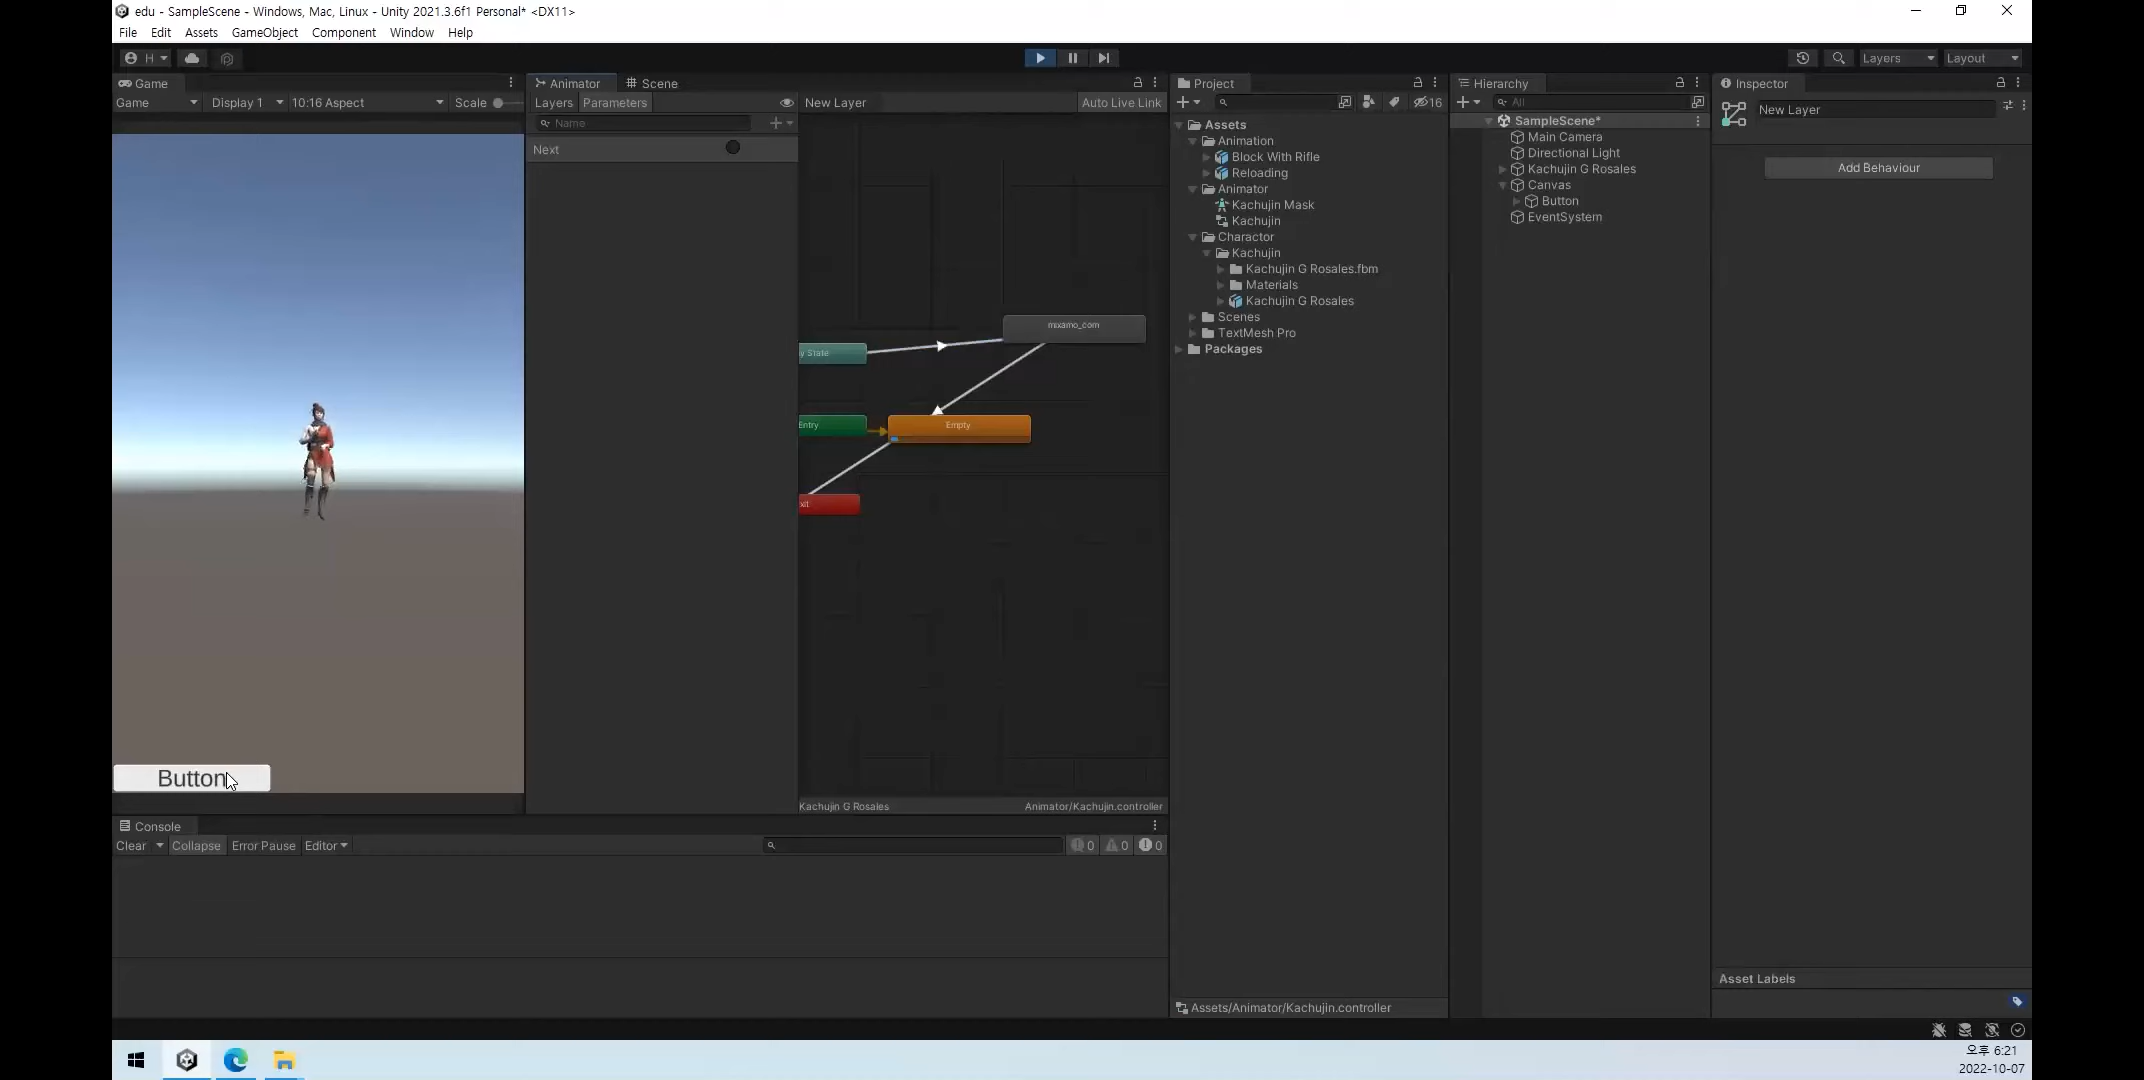 edu - SampleScene - Windows, Mac, Linux - Unity 2021.3.6f1 Personal* <DX11>
File Edit Assets GameObject Component Window Help
H Layers Layout
Game
Game Display 1 10:16 Aspect Scale
Button
Animator Scene
Layers Parameters New Layer Auto Live Link
Name
Next
mixamo_com
y State
Entry Empty
xit
Kachujin G Rosales Animator/Kachujin.controller
Console
Clear Collapse Error Pause Editor 0 0 0
Project
16
Assets
Animation
Block With Rifle
Reloading
Animator
Kachujin Mask
Kachujin
Charactor
Kachujin
Kachujin G Rosales.fbm
Materials
Kachujin G Rosales
Scenes
TextMesh Pro
Packages
Assets/Animator/Kachujin.controller
Hierarchy
All
SampleScene*
Main Camera
Directional Light
Kachujin G Rosales
Canvas
Button
EventSystem
Inspector
New Layer
Add Behaviour
Asset Labels
오후 6:21
2022-10-07